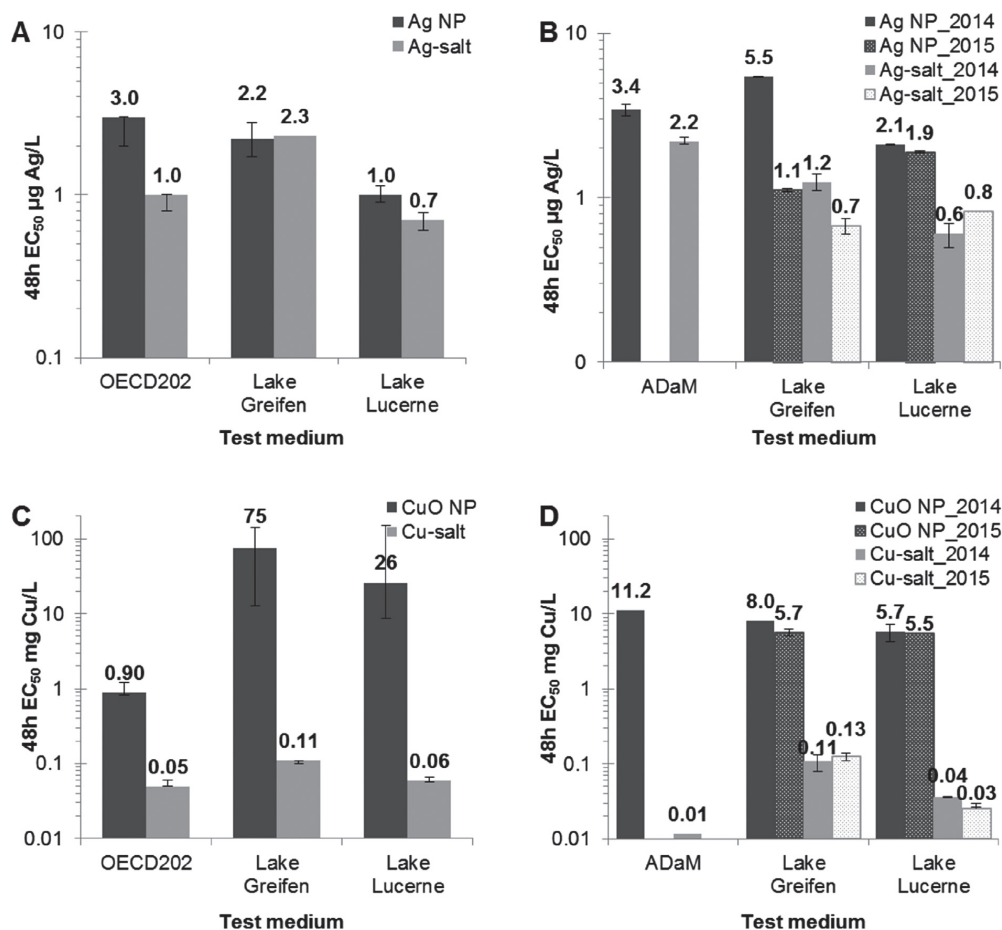 A
Ag NP
Ag-salt
10
1
0.1
48h EC50 µg Ag/L
3.0
1.0
2.2
2.3
1.0
0.7
OECD202
Lake
Greifen
Lake
Lucerne
Test medium
B
Ag NP_2014
Ag NP_2015
Ag-salt_2014
Ag-salt_2015
10
1
0
48h EC50 µg Ag/L
3.4
2.2
5.5
1.1
1.2
0.7
2.1
1.9
0.6
0.8
ADaM
Lake
Greifen
Lake
Lucerne
Test medium
C
CuO NP
Cu-salt
100
10
1
0.1
0.01
48h EC50 mg Cu/L
0.90
0.05
75
0.11
26
0.06
OECD202
Lake
Greifen
Lake
Lucerne
Test medium
D
CuO NP_2014
CuO NP_2015
Cu-salt_2014
Cu-salt_2015
100
10
1
0.1
0.01
48h EC50 mg Cu/L
11.2
0.01
8.0
5.7
0.11
0.13
5.7
5.5
0.04
0.03
ADaM
Lake
Greifen
Lake
Lucerne
Test medium